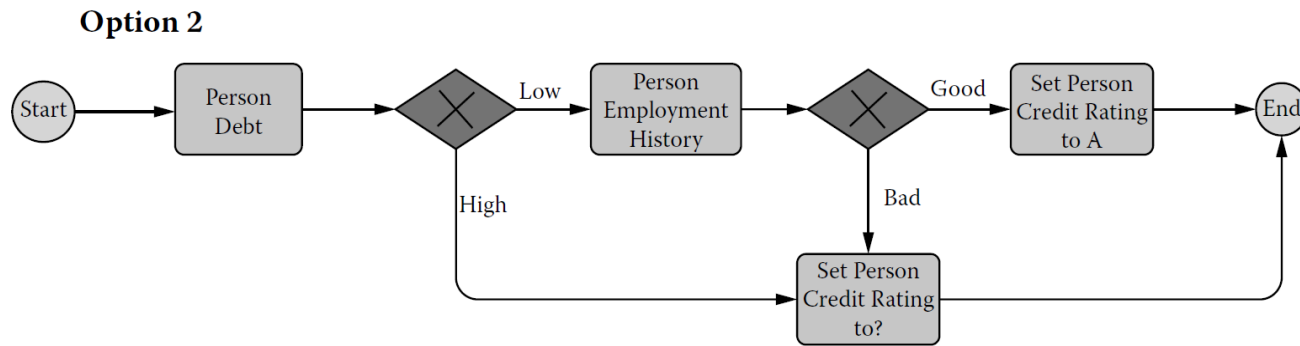 Option 2
Start
Person
Debt
Low
Person
Employment
History
Good
Set Person
Credit Rating
to A
End
High
Bad
Set Person
Credit Rating
to?